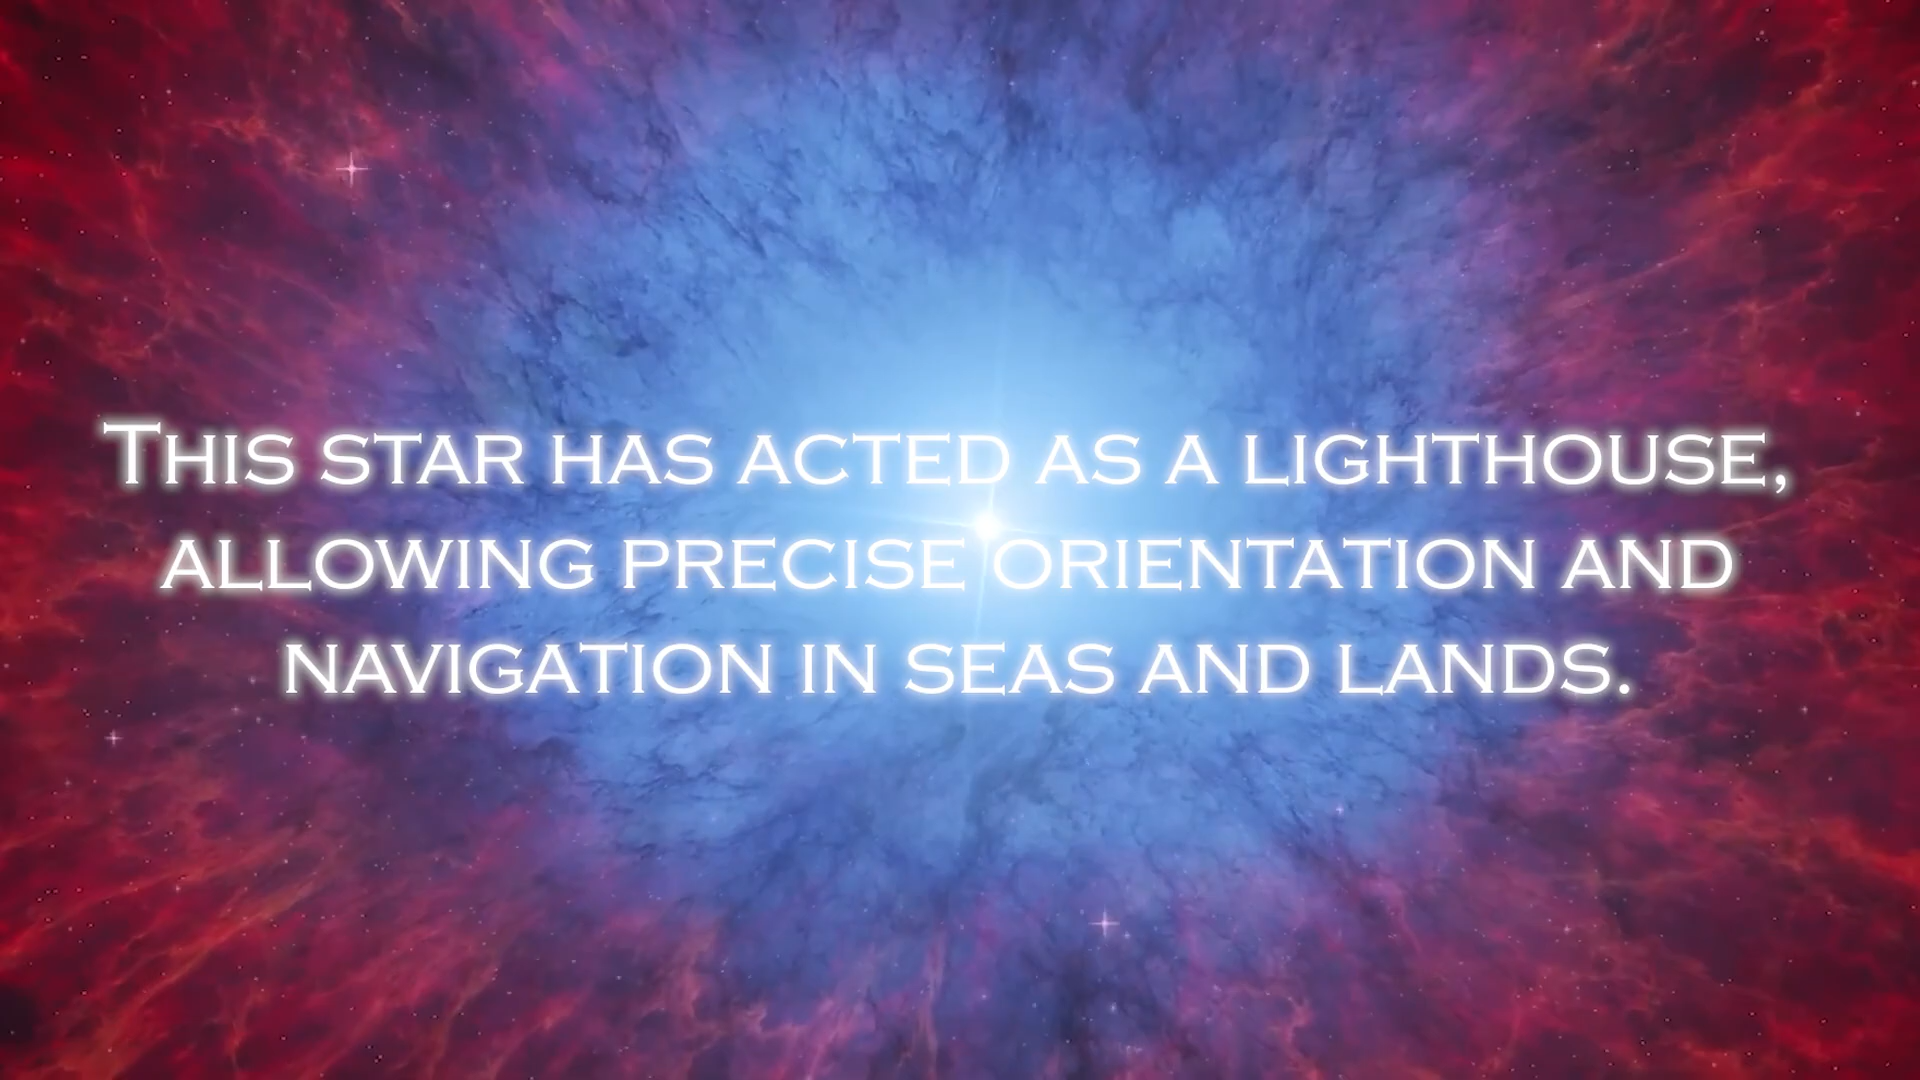 This star has acted as a lighthouse,
allowing precise orientation and
navigation in seas and lands.